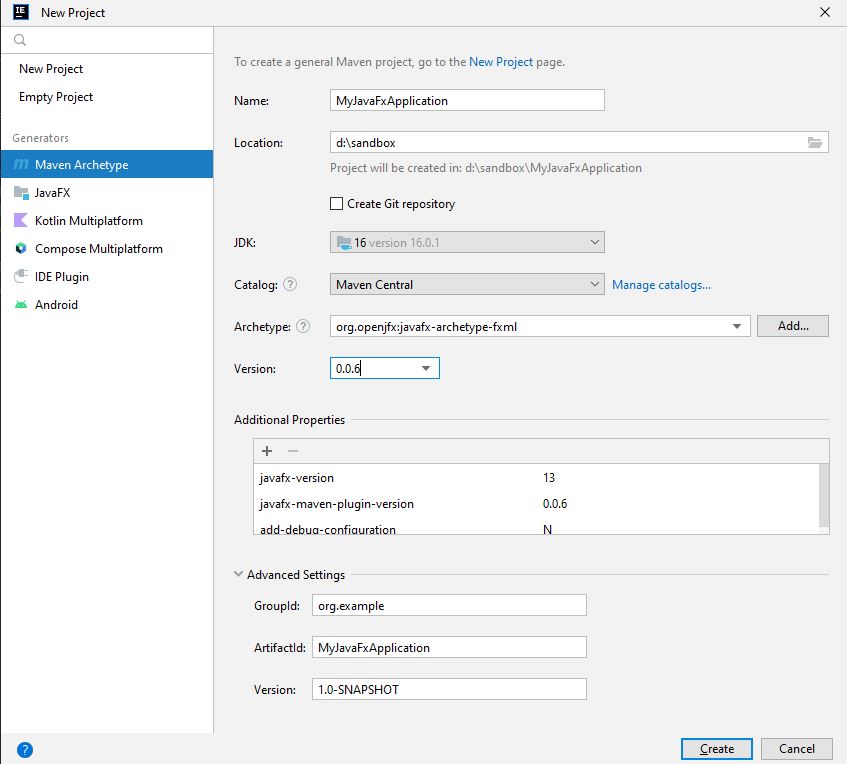 IE New Project
New Project
Empty Project
Generators
m Maven Archetype
JavaFX
Kotlin Multiplatform
Compose Multiplatform
IDE Plugin
Android
To create a general Maven project, go to the New Project page.
Name: MyJavaFxApplication
Location: d:\sandbox
Project will be created in: d:\sandbox\MyJavaFxApplication
Create Git repository
JDK: 16 version 16.0.1
Catalog: ? Maven Central Manage catalogs...
Archetype: ? org.openjfx:javafx-archetype-fxml Add...
Version: 0.0.6
Additional Properties
+ −
javafx-version 13
javafx-maven-plugin-version 0.0.6
add-debug-configuration N
Advanced Settings
GroupId: org.example
ArtifactId: MyJavaFxApplication
Version: 1.0-SNAPSHOT
? Create Cancel